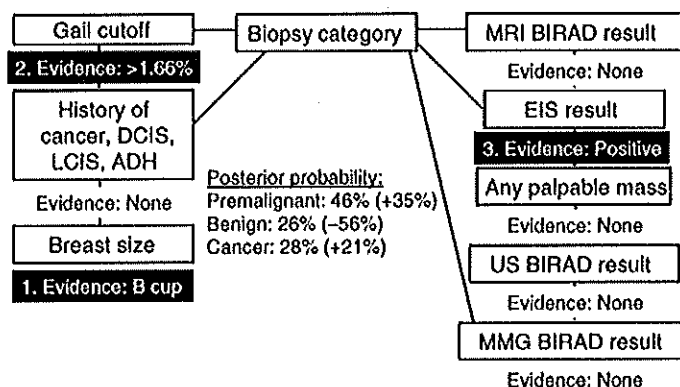 Gail cutoff
2. Evidence: >1.66%
History of
cancer, DCIS,
LCIS, ADH
Evidence: None
Breast size
1. Evidence: B cup
Biopsy category
Posterior probability:
Premalignant: 46% (+35%)
Benign: 26% (–56%)
Cancer: 28% (+21%)
MRI BIRAD result
Evidence: None
EIS result
3. Evidence: Positive
Any palpable mass
Evidence: None
US BIRAD result
Evidence: None
MMG BIRAD result
Evidence: None